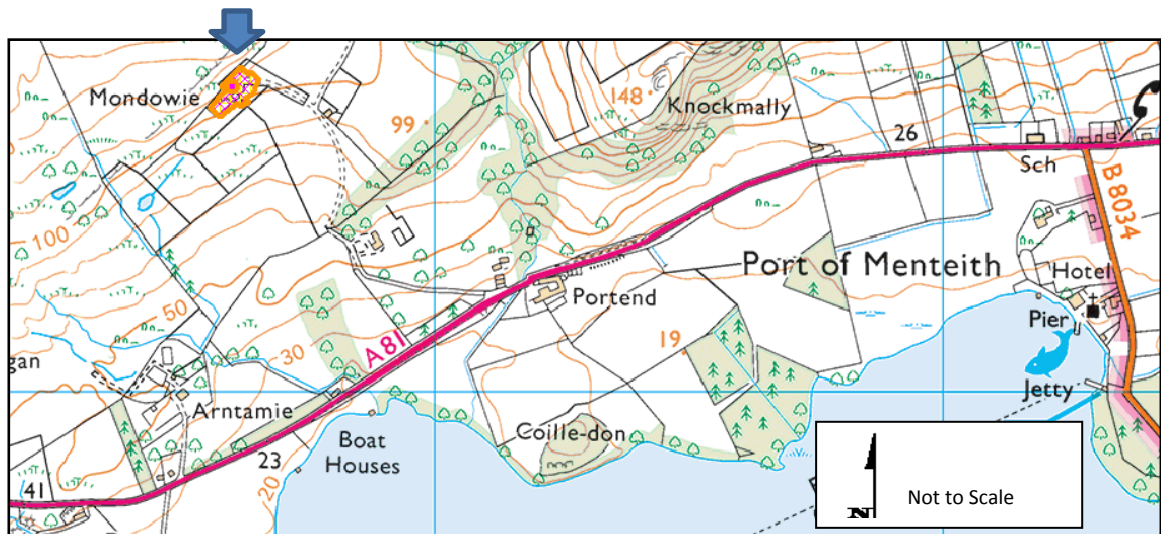 Mondowie
148
Knockmally
99
26
Sch
B 8034
100
Port of Menteith
Hotel
Portend
Pier
50
19
A 81
30
gan
Jetty
Arntamie
Coille-don
Boat
Houses
23
20
41
Not to Scale
N